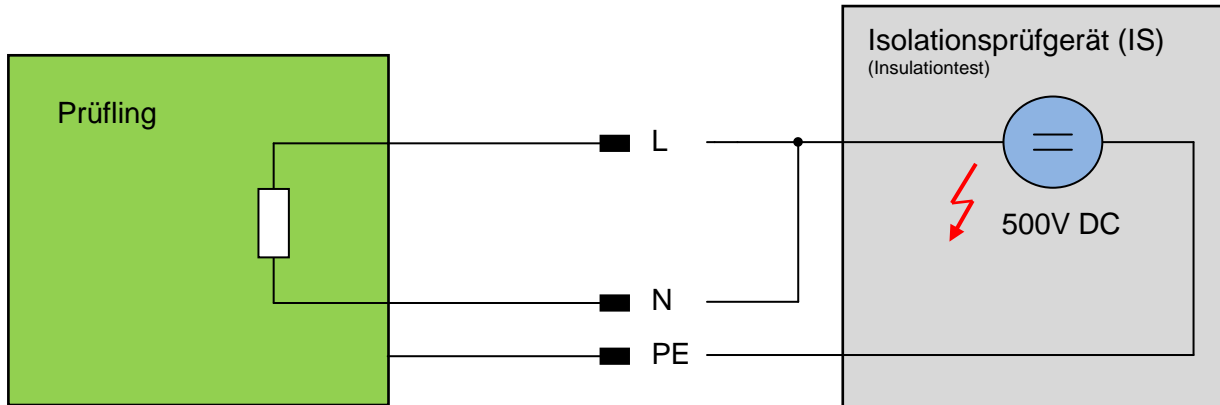 Isolationsprüfgerät (IS)
(Insulationtest)
Prüfling
L
500V DC
N
PE